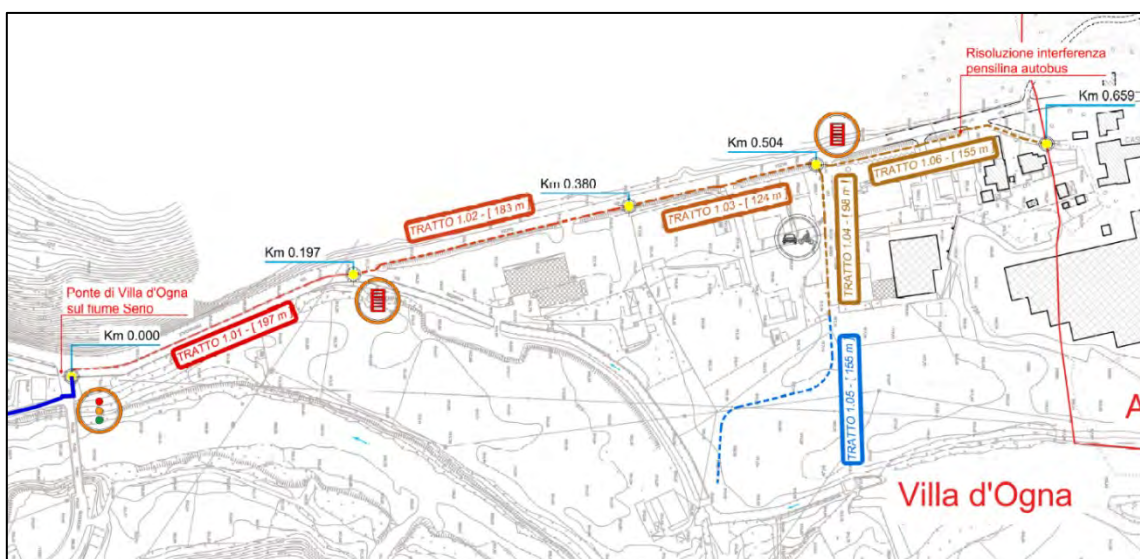 Risoluzione interferenza
pensilina autobus
Km 0.659
Km 0.504
TRATTO 1.06 - [ 155 m ]
Km 0.380
TRATTO 1.02 - [ 183 m ]
TRATTO 1.03 - [ 124 m ]
TRATTO 1.04 - [ 98 m ]
Km 0.197
Ponte di Villa d'Ogna
sul fiume Serio
Km 0.000
TRATTO 1.01 - [ 197 m ]
TRATTO 1.05 - [ 155 m ]
A
Villa d'Ogna